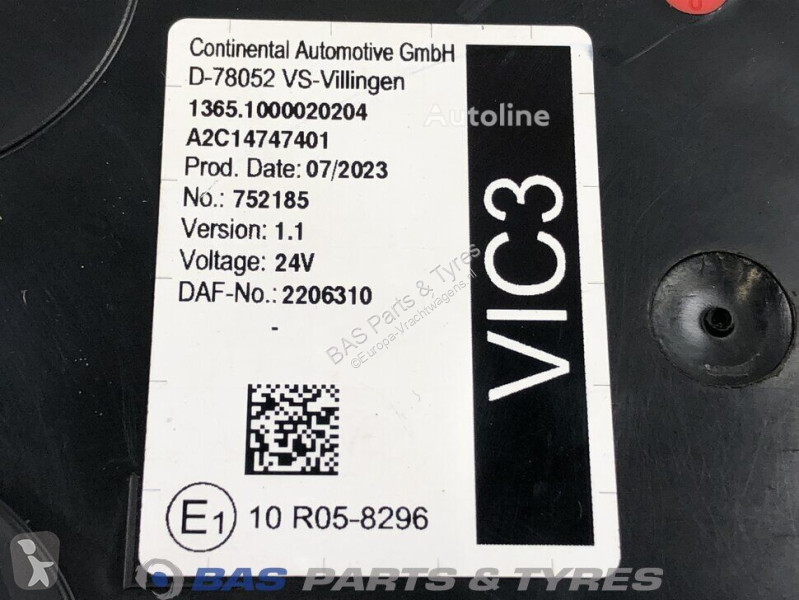 Continental Automotive GmbH
D-78052 VS-Villingen
1365.1000020204
A2C14747401
Prod. Date: 07/2023
No.: 752185
Version: 1.1
Voltage: 24V
DAF-No.: 2206310
-
VIC3
E1 10 R05-8296
Autoline
BAS Parts & Tyres
©Europa-Vrachtwagens.nl
BAS PARTS & TYRES